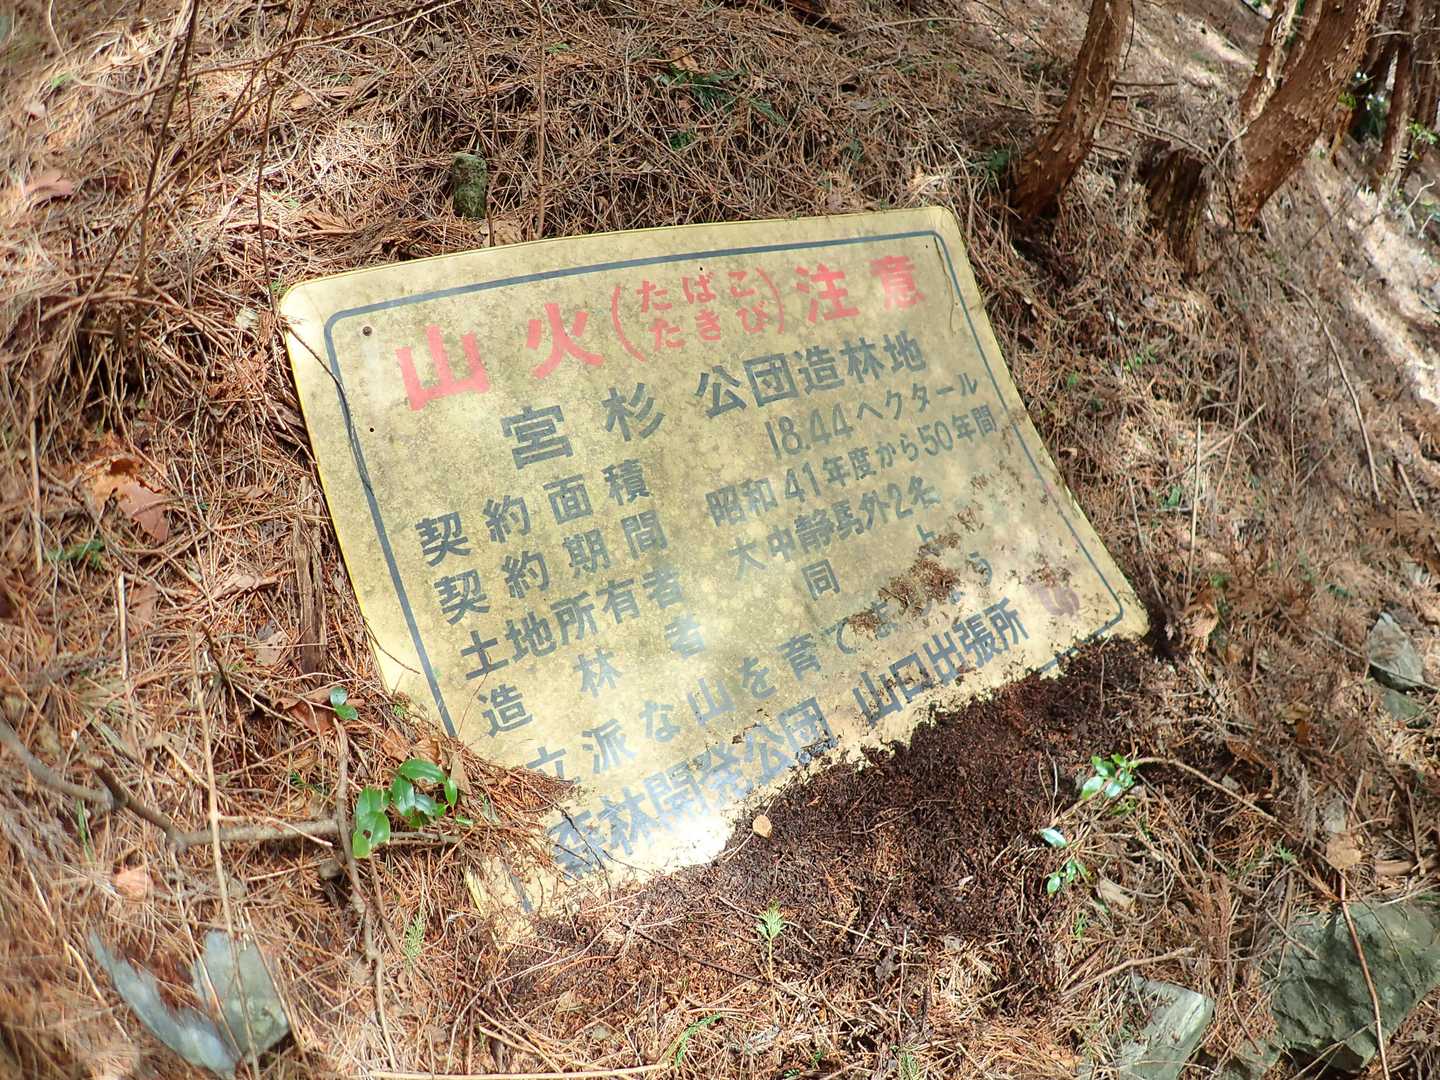 山火(たばこ たきび)注意
宮杉 公団造林地
契約面積 18.44ヘクタール
契約期間 昭和41年度から50年間
土地所有者 大中静馬外2名
造林者 同 上
立派な山を育てましょう
森林開発公団 山口出張所